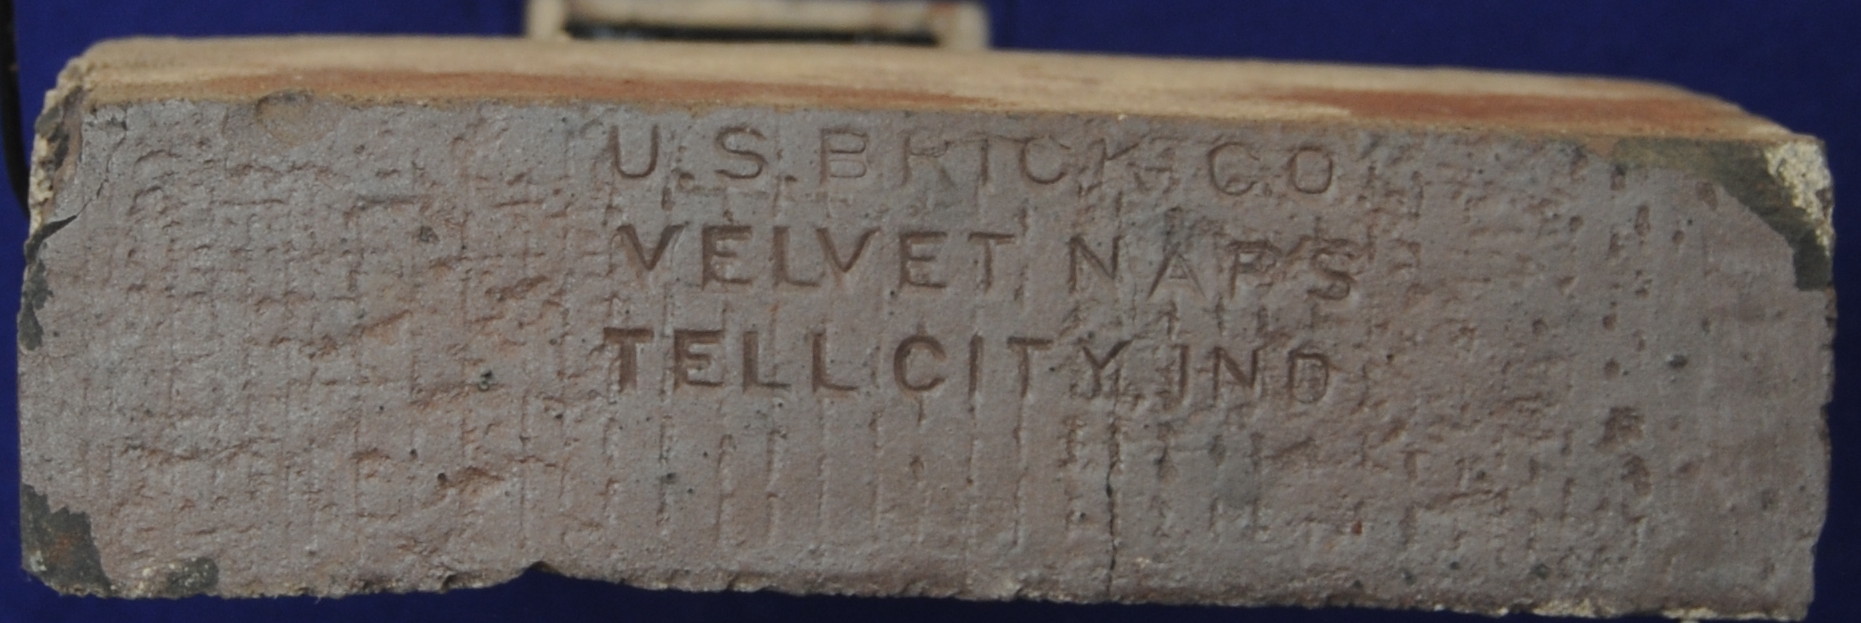 U.S. BRICK CO
VELVET NAPS
TELL CITY, IND